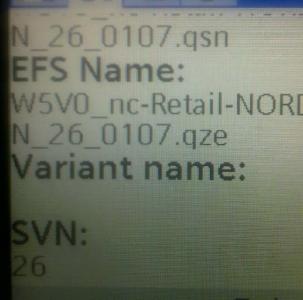 N_26_0107.qsn
EFS Name:
W5V0_nc-Retail-NORD
N_26_0107.qze
Variant name:
SVN:
26